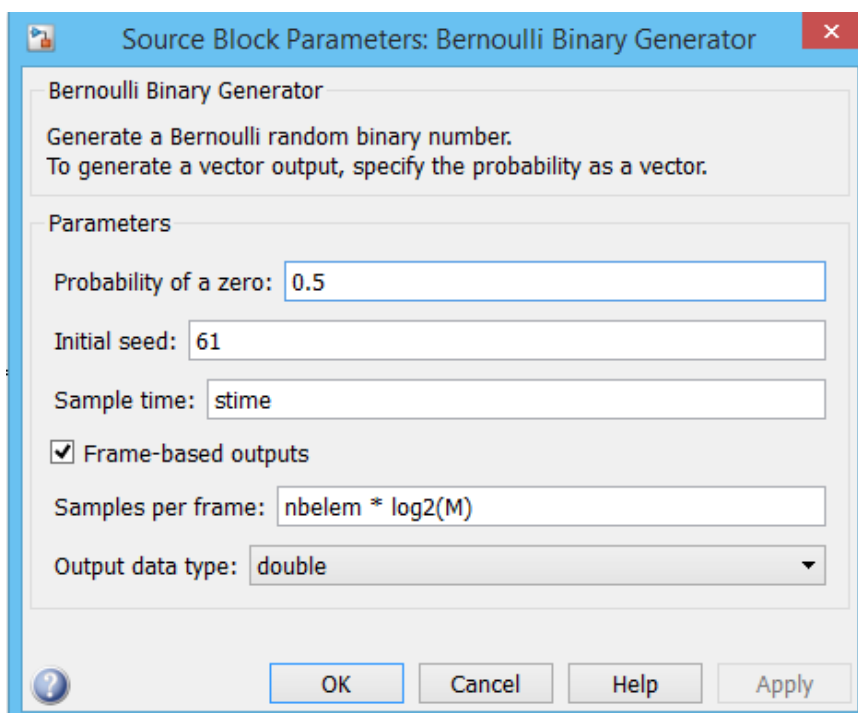 Source Block Parameters: Bernoulli Binary Generator
Bernoulli Binary Generator
Generate a Bernoulli random binary number.
To generate a vector output, specify the probability as a vector.
Parameters
Probability of a zero: 0.5
Initial seed: 61
Sample time: stime
Frame-based outputs
Samples per frame: nbelem * log2(M)
Output data type: double
OK Cancel Help Apply